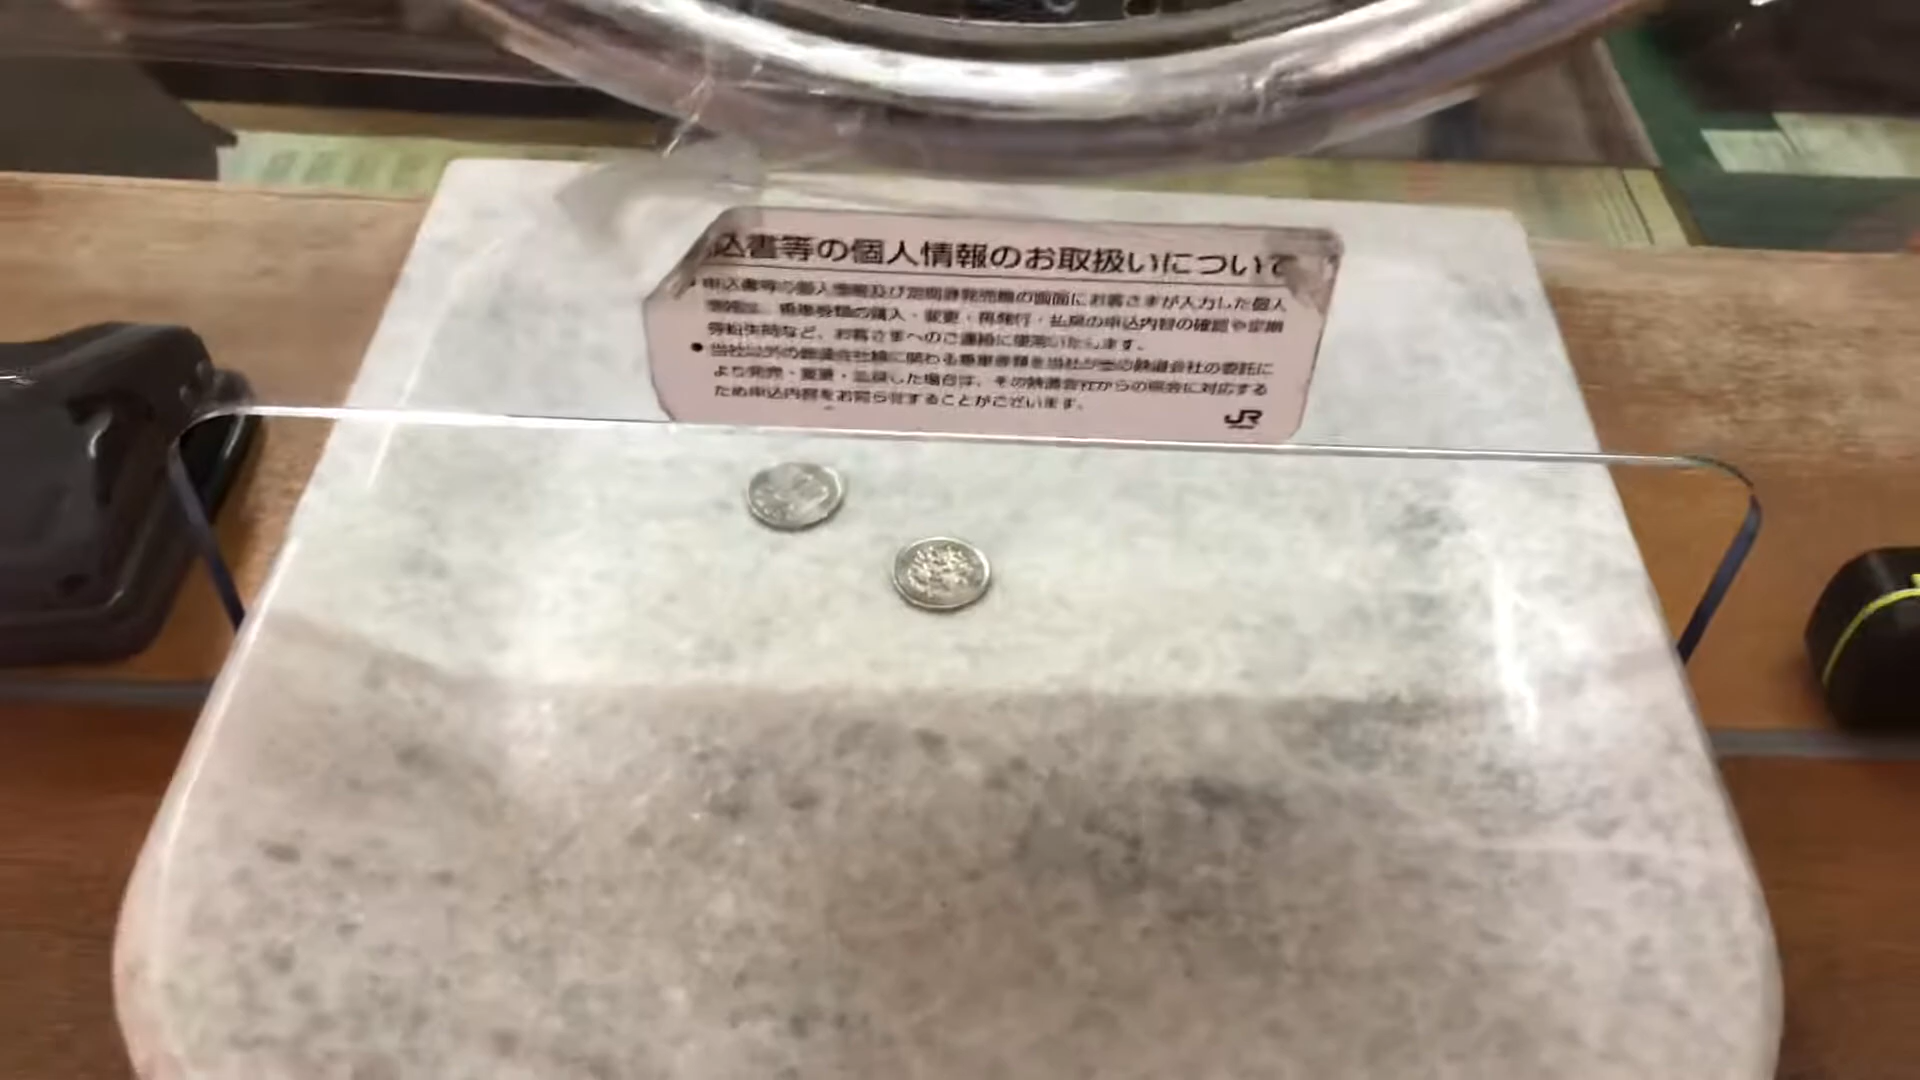 込書等の個人情報のお取扱いについて
申込書等の個人情報及び定期券発売機の画面にお客さまが入力した個人
情報は、乗車券類の購入・変更・再発行・払戻の申込内容の確認や定期
券紛失時など、お客さまへのご連絡に使用いたします。
● 当社以外の鉄道会社線に関わる乗車券類を当社が他の鉄道会社の委託に
より発売・変更・払戻した場合は、その鉄道会社からの照会に対応する
ため申込内容をお知らせすることがございます。
JR